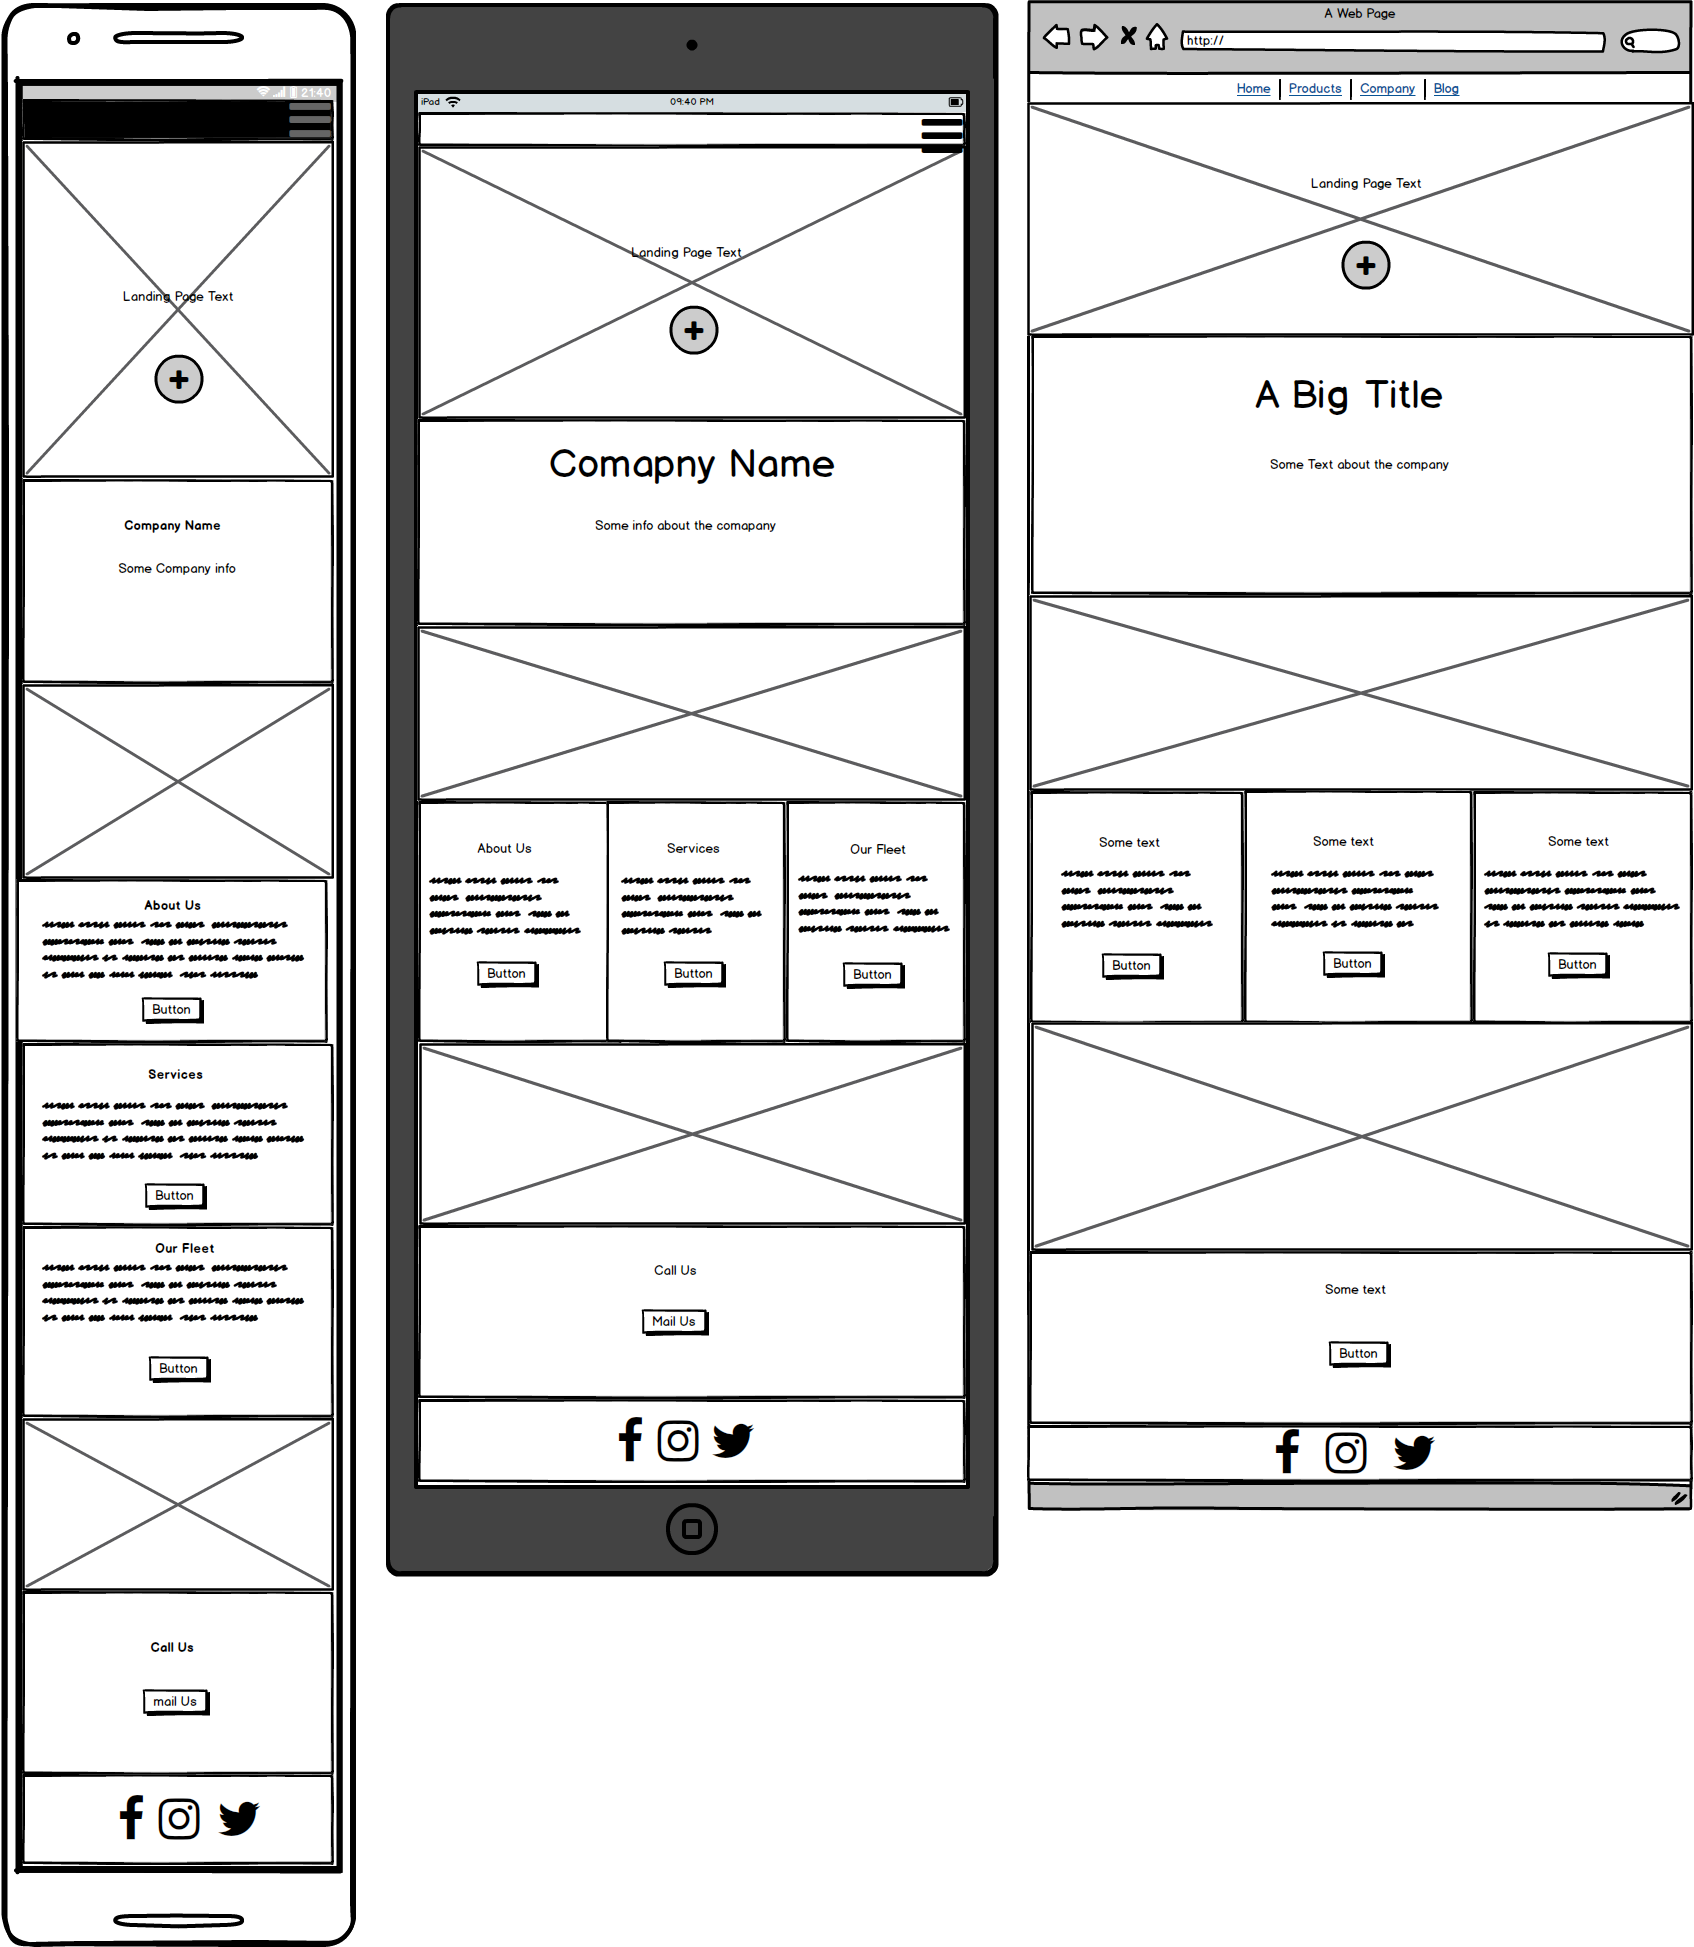 21:40
Landing Page Text
Company Name
Some Company info
About Us
Button
Services
Button
Our Fleet
Button
Call Us
mail Us
iPad 09:40 PM
Landing Page Text
Comapny Name
Some info about the comapany
About Us Services Our Fleet
Button Button Button
Call Us
Mail Us
A Web Page
http://
Home Products Company Blog
Landing Page Text
A Big Title
Some Text about the company
Some text Some text Some text
Button Button Button
Some text
Button